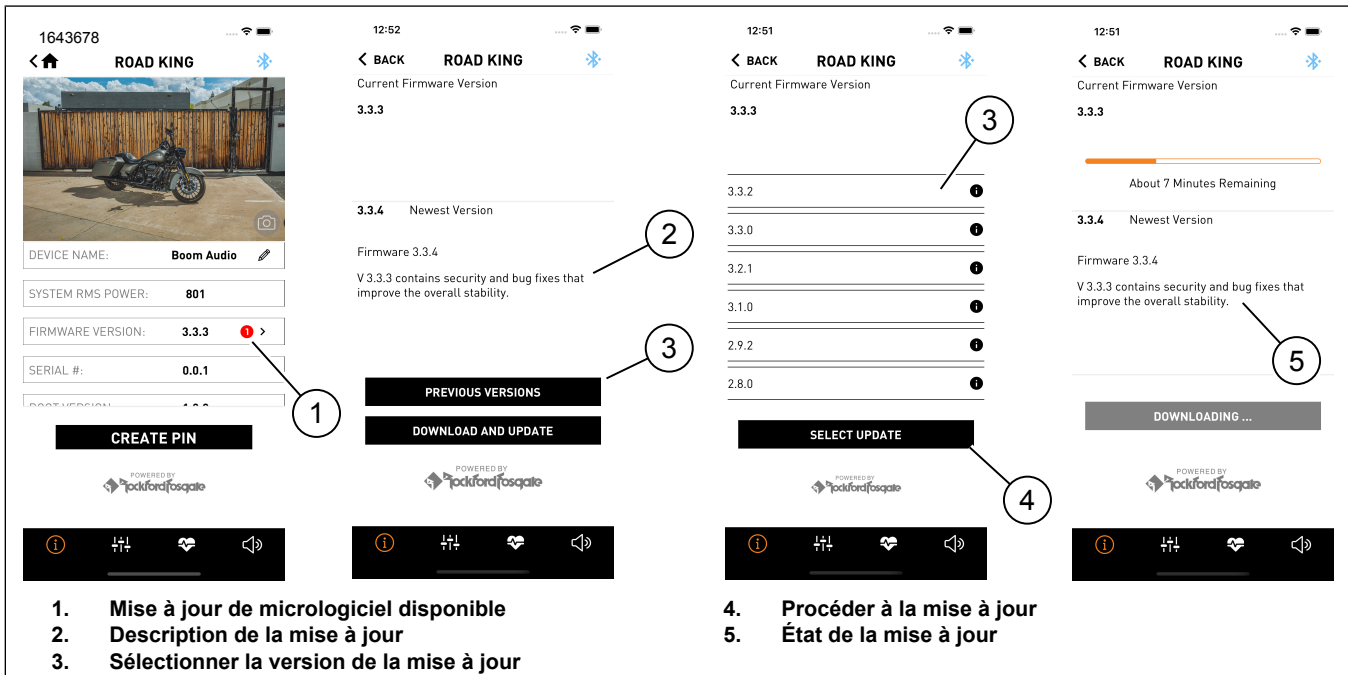 1643678
ROAD KING
DEVICE NAME: Boom Audio
SYSTEM RMS POWER: 801
FIRMWARE VERSION: 3.3.3 1
SERIAL #: 0.0.1
1
CREATE PIN
POWERED BY
Rockford Fosgate
12:52
BACK ROAD KING
Current Firmware Version
3.3.3
3.3.4 Newest Version
2
Firmware 3.3.4
V 3.3.3 contains security and bug fixes that
improve the overall stability.
3
PREVIOUS VERSIONS
DOWNLOAD AND UPDATE
POWERED BY
Rockford Fosgate
12:51
BACK ROAD KING
Current Firmware Version
3.3.3
3
3.3.2
3.3.0
3.2.1
3.1.0
2.9.2
2.8.0
SELECT UPDATE
4
POWERED BY
Rockford Fosgate
12:51
BACK ROAD KING
Current Firmware Version
3.3.3
About 7 Minutes Remaining
3.3.4 Newest Version
Firmware 3.3.4
V 3.3.3 contains security and bug fixes that
improve the overall stability.
5
DOWNLOADING ...
POWERED BY
Rockford Fosgate
1. Mise à jour de micrologiciel disponible
2. Description de la mise à jour
3. Sélectionner la version de la mise à jour
4. Procéder à la mise à jour
5. État de la mise à jour